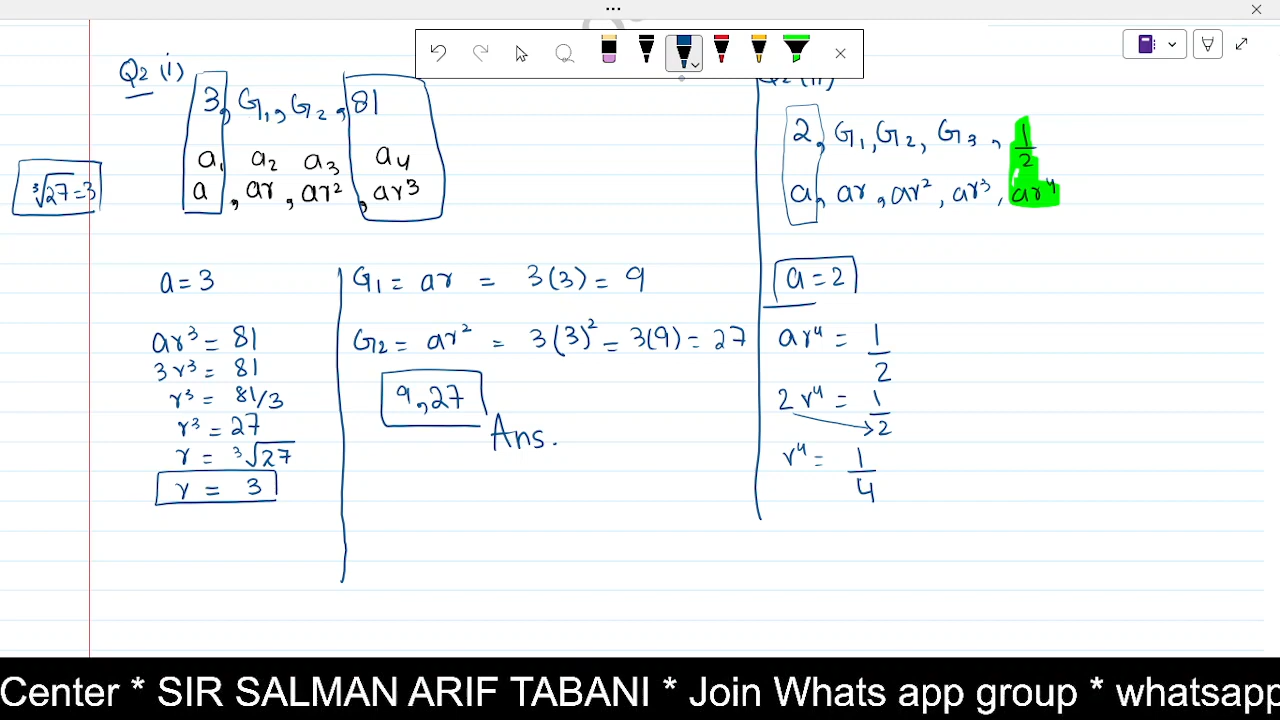 Q2 (i)
3, G1, G2, 81
a1 a2 a3 a4
a, ar, ar², ar³
³√27=3
a = 3
ar³ = 81
3r³ = 81
r³ = 81/3
r³ = 27
r = ³√27
r = 3
G1 = ar = 3(3) = 9
G2 = ar² = 3(3)² = 3(9) = 27
9,27
Ans.
2, G1, G2, G3, 1/2
a, ar, ar², ar³, ar⁴
a = 2
ar⁴ = 1/2
2r⁴ = 1/2
r⁴ = 1/4
Center * SIR SALMAN ARIF TABANI * Join Whats app group * whatsapp